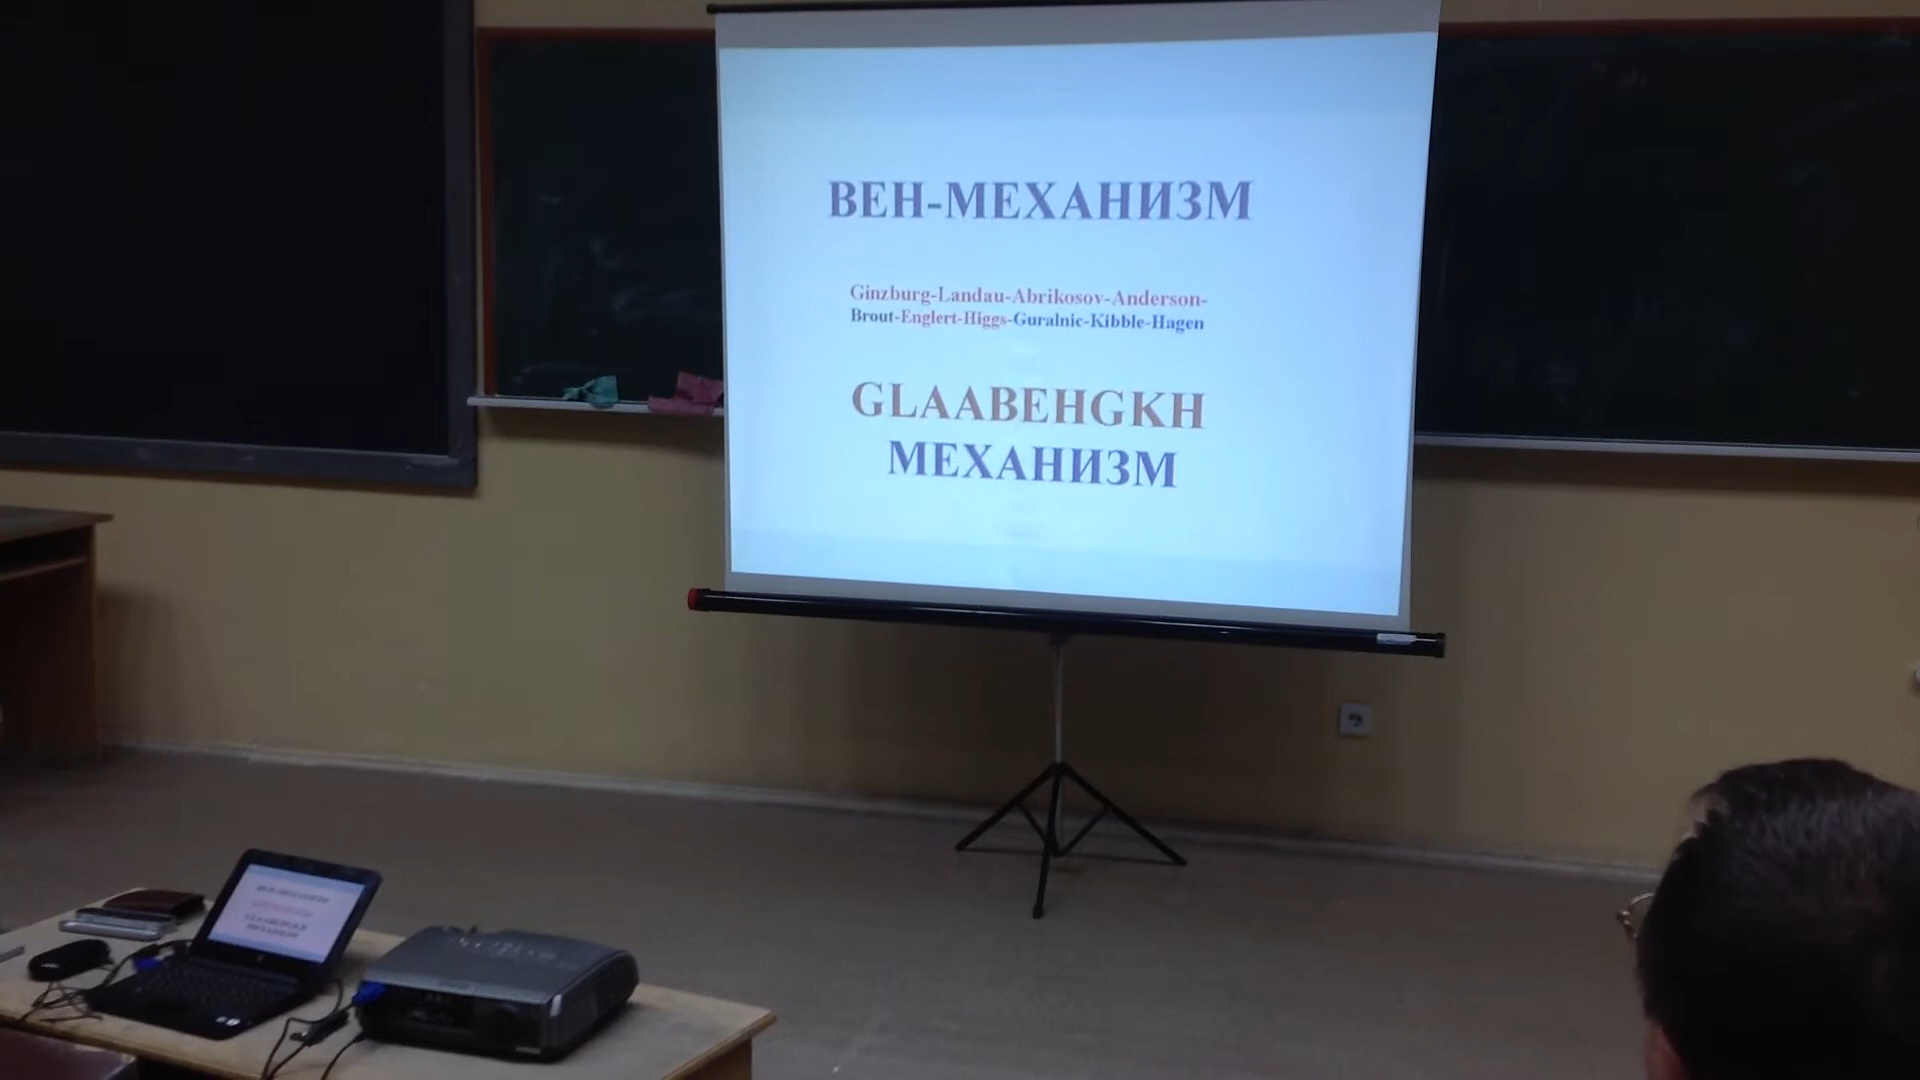 BEH-МЕХАНИЗМ
Ginzburg-Landau-Abrikosov-Anderson-
Brout-Englert-Higgs-Guralnic-Kibble-Hagen
GLAABEHGKH
МЕХАНИЗМ